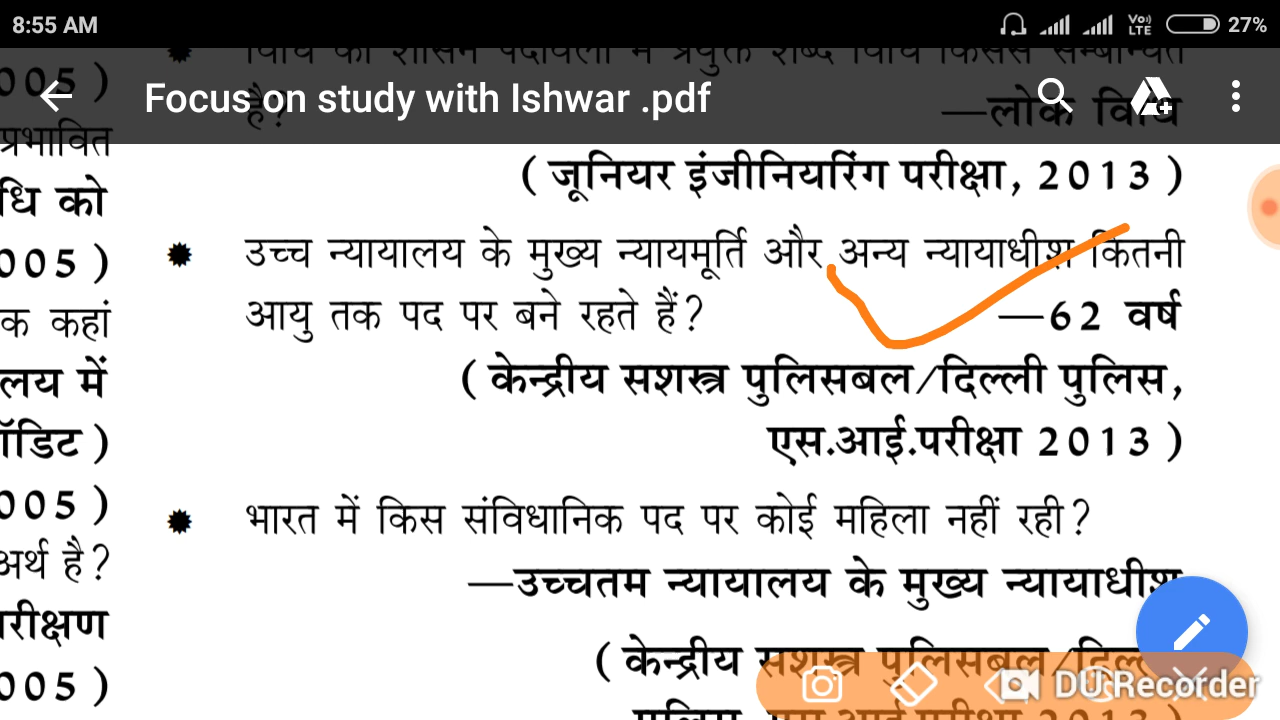 8:55 AM
Vo)) LTE 27%
Focus on study with Ishwar .pdf
है?
—लोक विधि
005 )
प्रभावित
धि को
005 )
क कहां
लय में
ॉडिट )
005 )
अर्थ है?
रीक्षण
005 )
( जूनियर इंजीनियरिंग परीक्षा, 2013 )
उच्च न्यायालय के मुख्य न्यायमूर्ति और अन्य न्यायाधीश कितनी
आयु तक पद पर बने रहते हैं? —62 वर्ष
( केन्द्रीय सशस्त्र पुलिसबल/दिल्ली पुलिस,
एस.आई.परीक्षा 2013 )
भारत में किस संविधानिक पद पर कोई महिला नहीं रही?
—उच्चतम न्यायालय के मुख्य न्यायाधीश
( केन्द्रीय सशस्त्र पुलिसबल/दिल्
DU Recorder